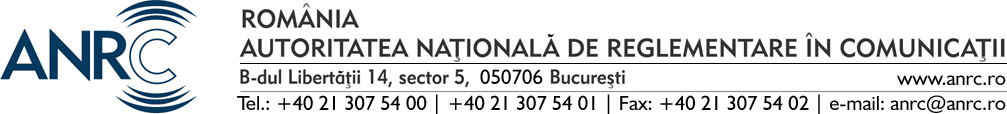 ANRC
ROMÂNIA
AUTORITATEA NAŢIONALĂ DE REGLEMENTARE ÎN COMUNICAŢII
B-dul Libertăţii 14, sector 5, 050706 Bucureşti www.anrc.ro
Tel.: +40 21 307 54 00 | +40 21 307 54 01 | Fax: +40 21 307 54 02 | e-mail: anrc@anrc.ro